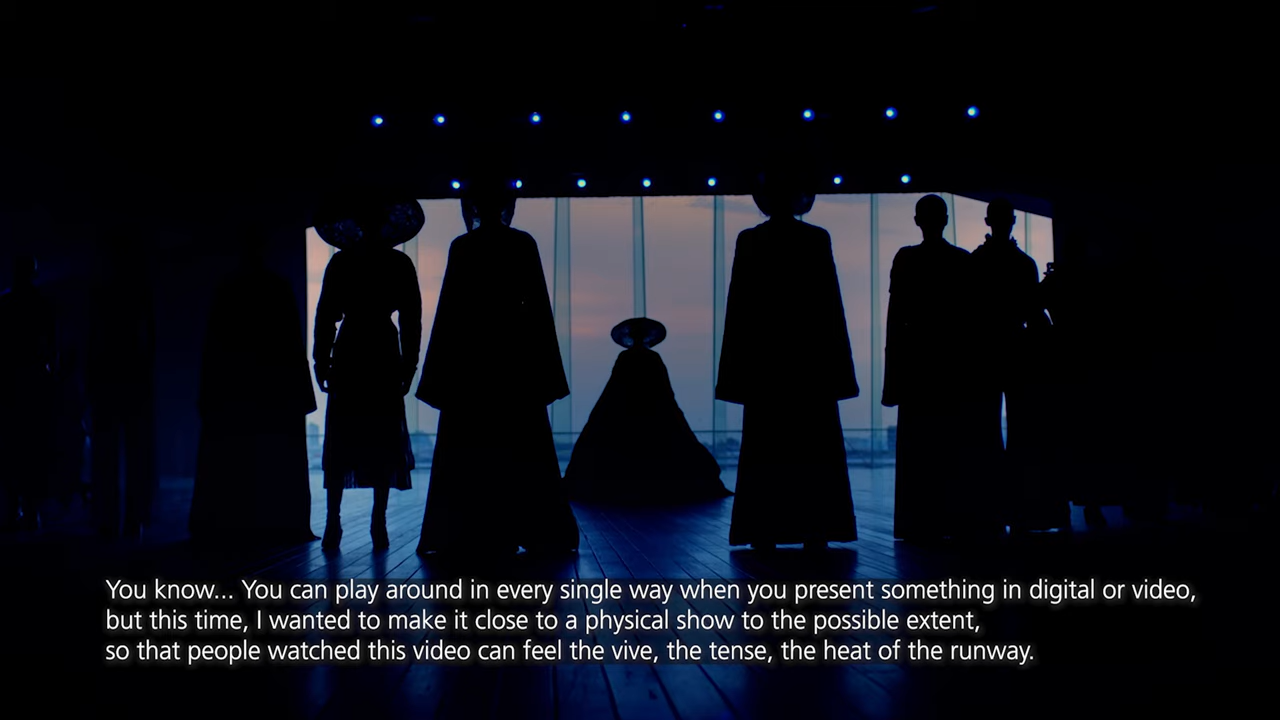 You know... You can play around in every single way when you present something in digital or video,
but this time, I wanted to make it close to a physical show to the possible extent,
so that people watched this video can feel the vive, the tense, the heat of the runway.